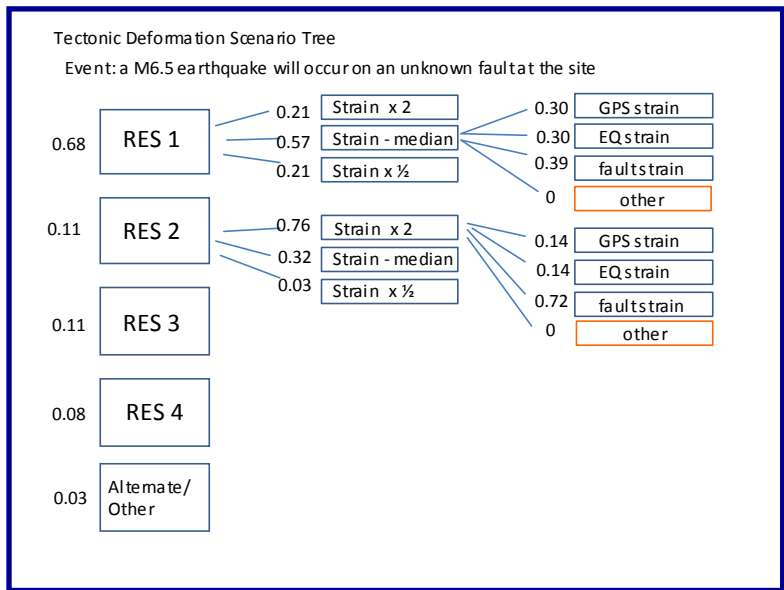 Tectonic Deformation Scenario Tree
Event: a M6.5 earthquake will occur on an unknown fault at the site
0.68
RES 1
0.21
Strain x 2
0.57
Strain - median
0.21
Strain x ½
0.30
GPS strain
0.30
EQ strain
0.39
fault strain
0
other
0.11
RES 2
0.76
Strain x 2
0.32
Strain - median
0.03
Strain x ½
0.14
GPS strain
0.14
EQ strain
0.72
fault strain
0
other
0.11
RES 3
0.08
RES 4
0.03
Alternate/
Other